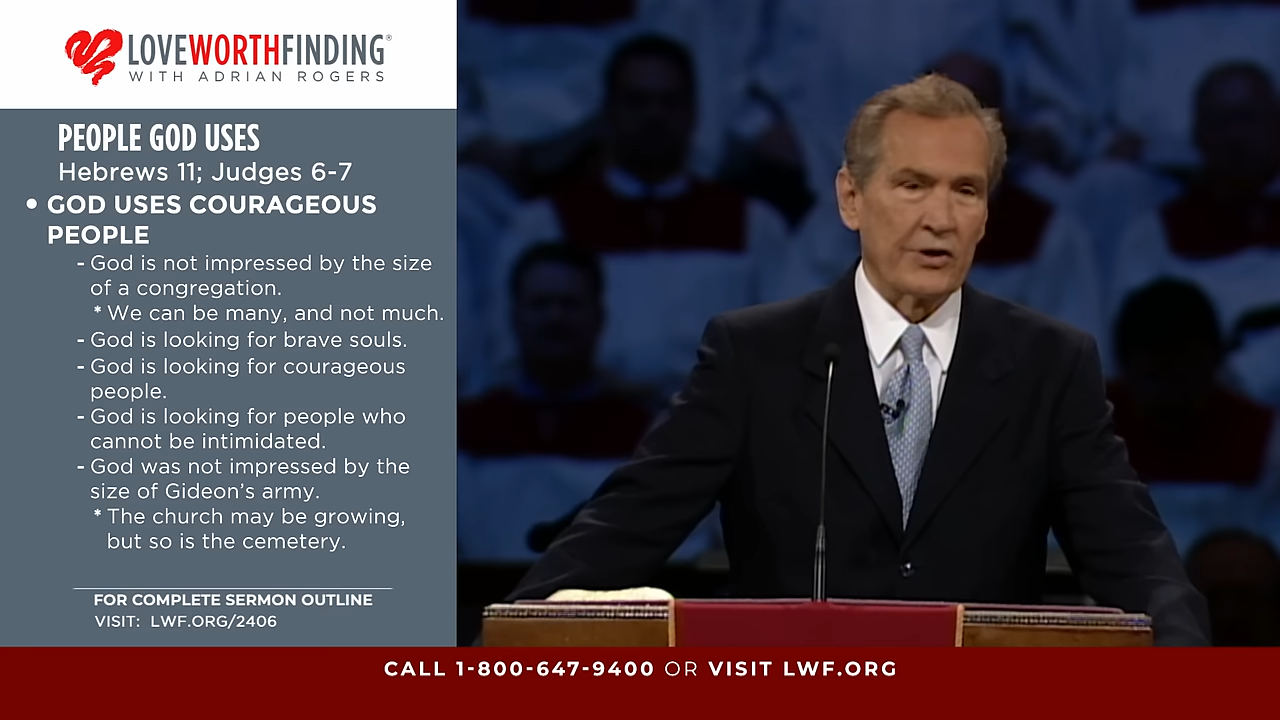 LOVEWORTHFINDING®
WITH ADRIAN ROGERS
PEOPLE GOD USES
Hebrews 11; Judges 6-7
• GOD USES COURAGEOUS
PEOPLE
- God is not impressed by the size
of a congregation.
* We can be many, and not much.
- God is looking for brave souls.
- God is looking for courageous
people.
- God is looking for people who
cannot be intimidated.
- God was not impressed by the
size of Gideon's army.
* The church may be growing,
but so is the cemetery.
FOR COMPLETE SERMON OUTLINE
VISIT: LWF.ORG/2406
CALL 1-800-647-9400 OR VISIT LWF.ORG